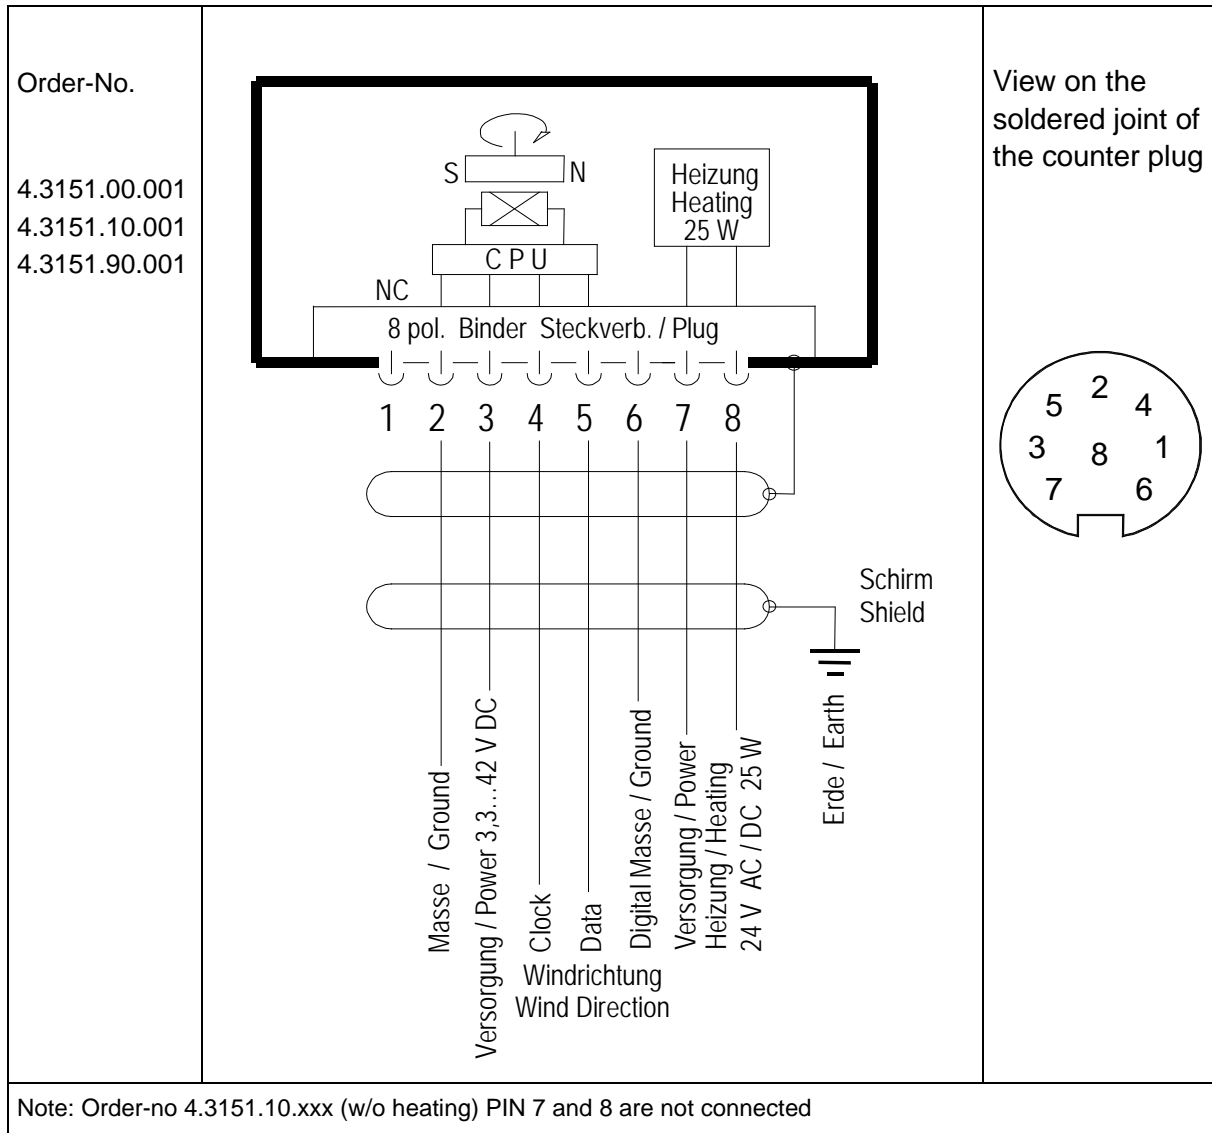 Order-No.
4.3151.00.001
4.3151.10.001
4.3151.90.001
S
N
CPU
Heizung
Heating
25 W
NC
8 pol. Binder Steckverb. / Plug
1 2 3 4 5 6 7 8
Schirm
Shield
Masse / Ground
Versorgung / Power 3,3...42 V DC
Clock
Data
Windrichtung
Wind Direction
Digital Masse / Ground
Versorgung / Power
Heizung / Heating
24 V AC / DC 25 W
Erde / Earth
View on the
soldered joint of
the counter plug
2
5 4
3 8 1
7 6
Note: Order-no 4.3151.10.xxx (w/o heating) PIN 7 and 8 are not connected